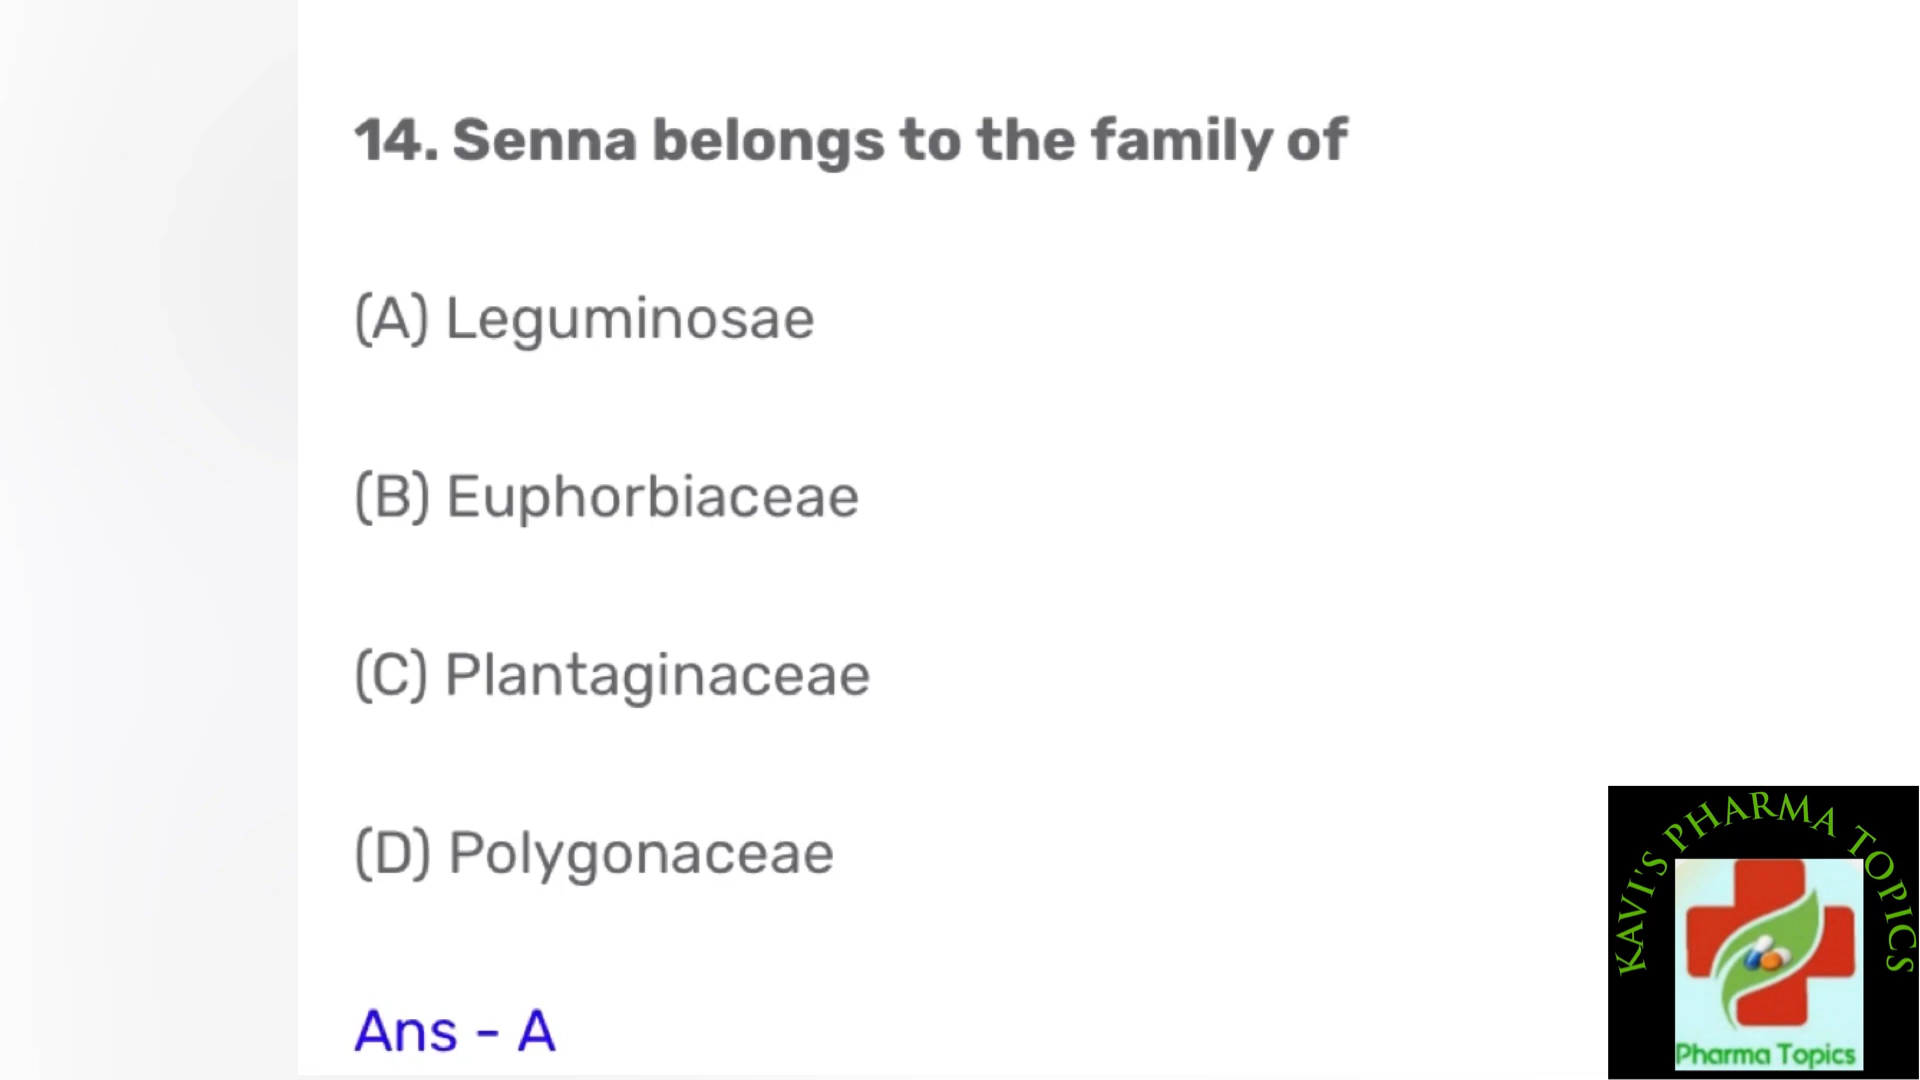 14. Senna belongs to the family of
(A) Leguminosae
(B) Euphorbiaceae
(C) Plantaginaceae
(D) Polygonaceae
Ans - A
KAVI'S PHARMA TOPICS
Pharma Topics